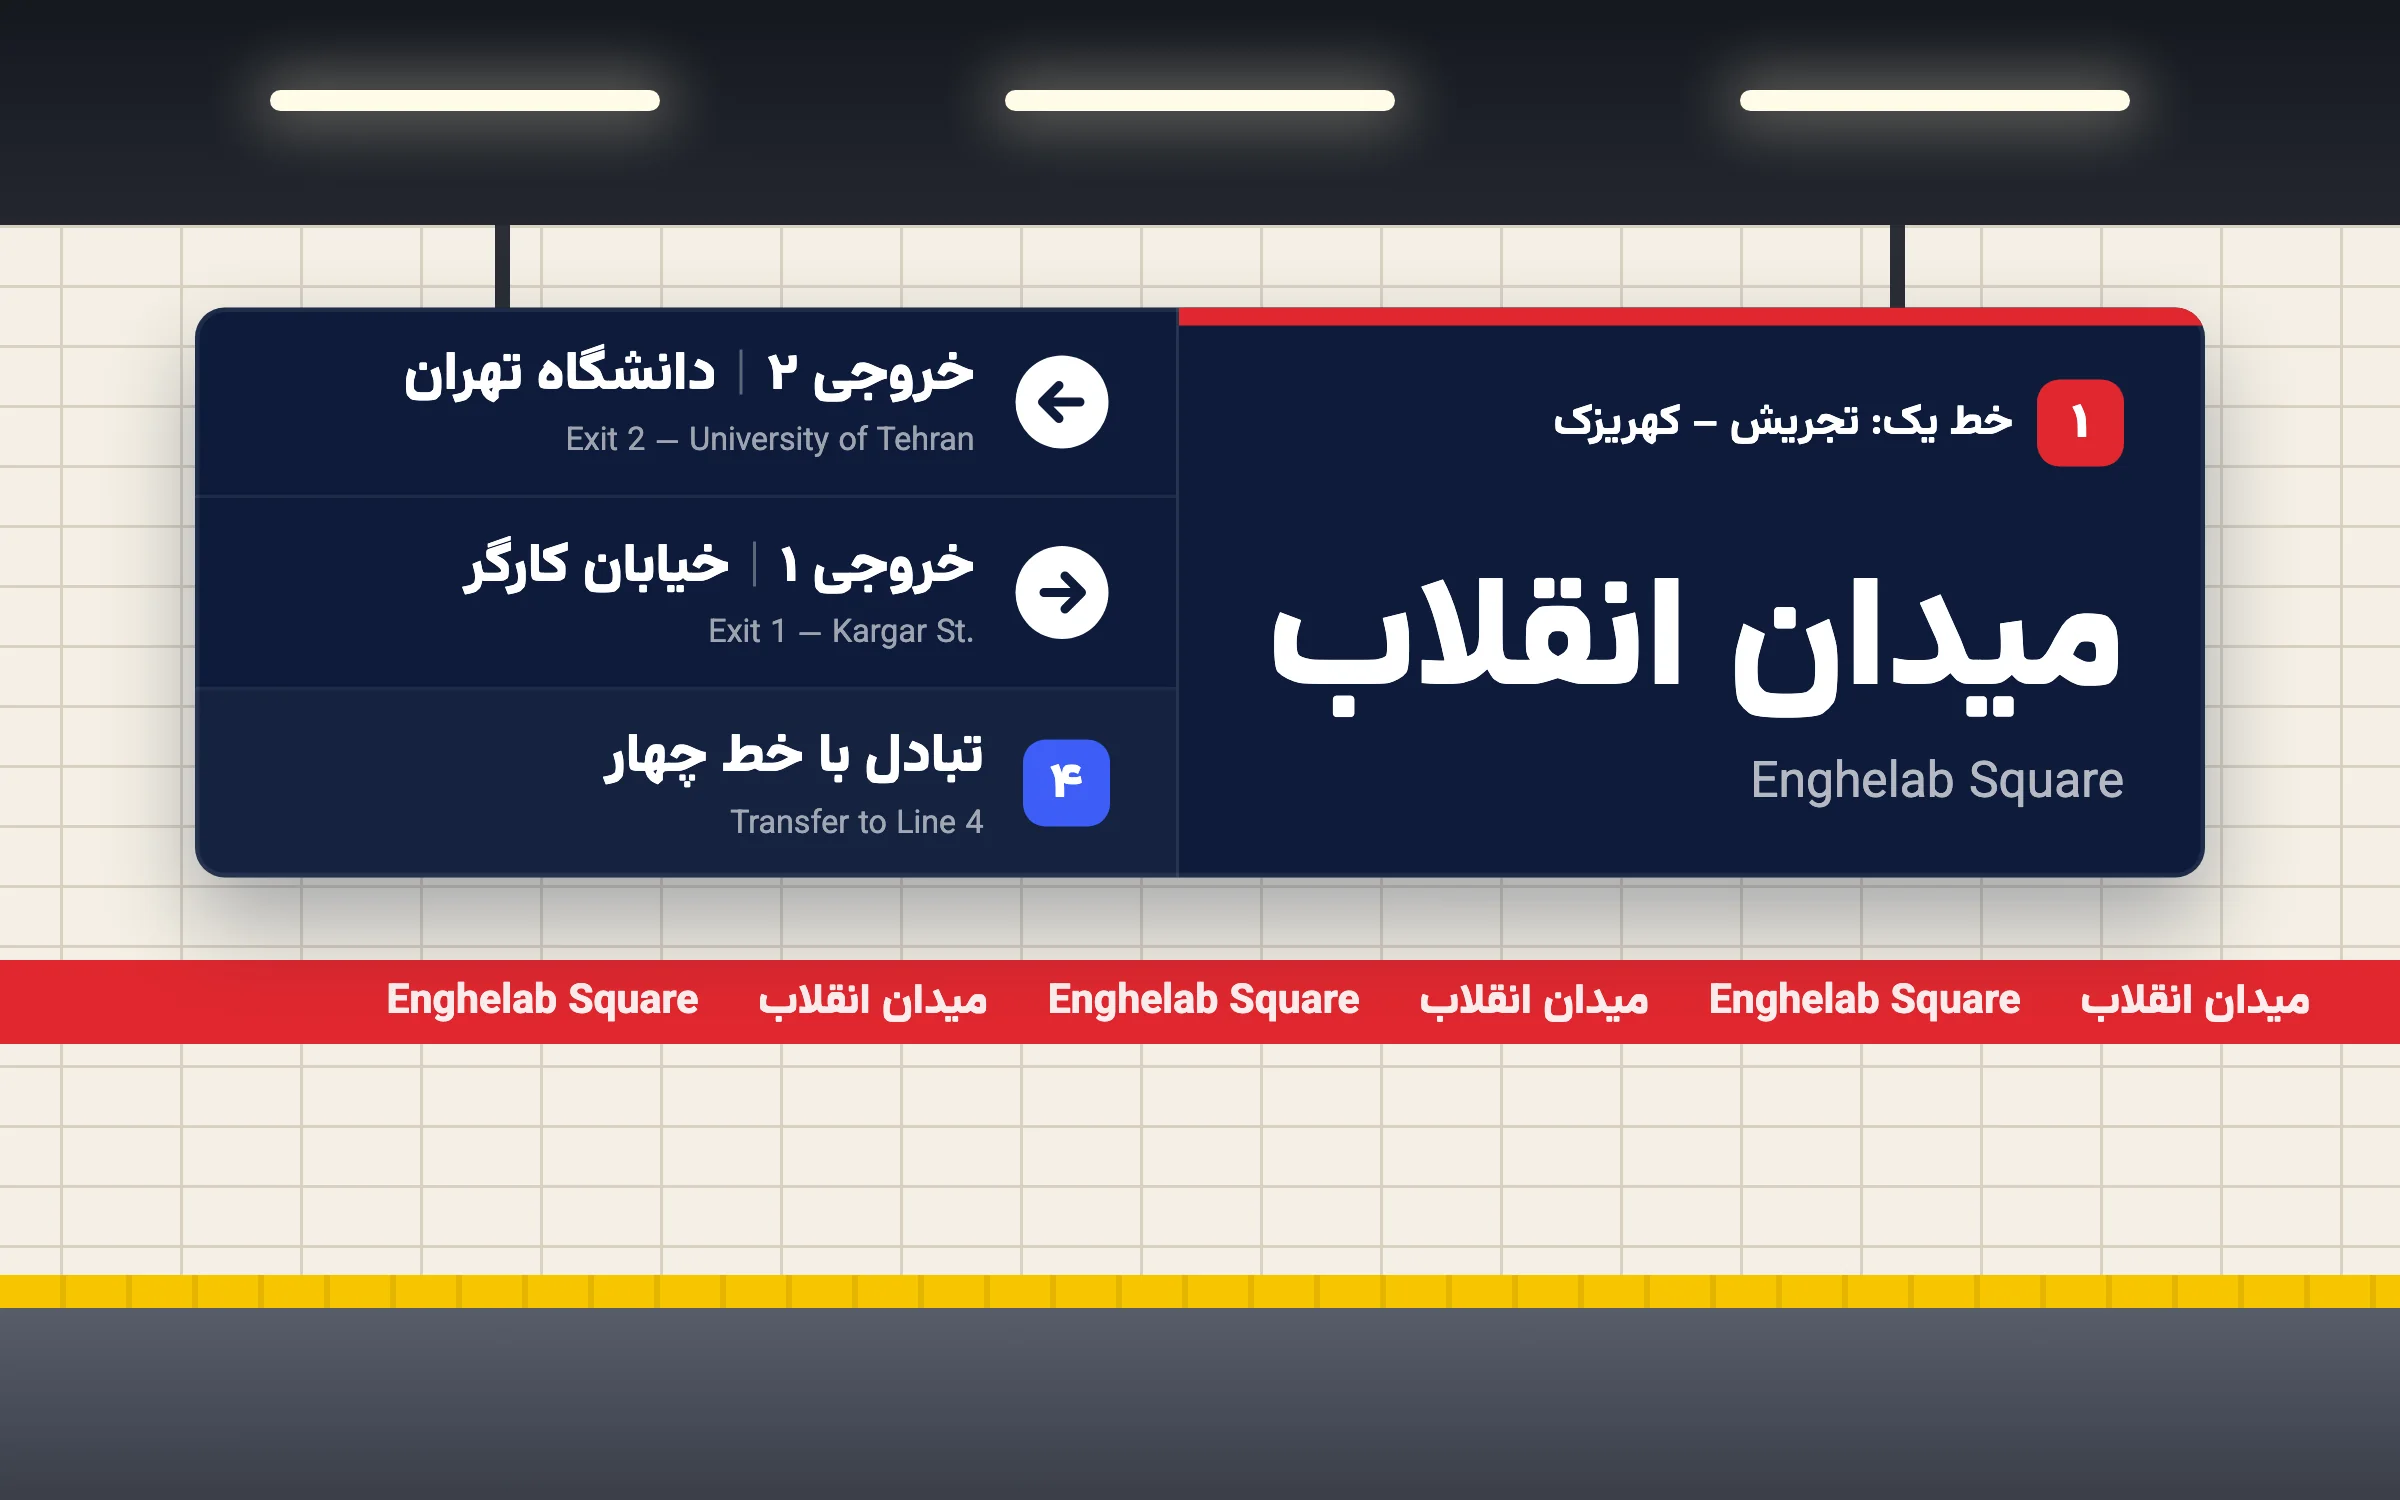 ۱
خط یک: تجریش – کهریزک
میدان انقلاب
Enghelab Square
خروجی ۲ | دانشگاه تهران
Exit 2 – University of Tehran
خروجی ۱ | خیابان کارگر
Exit 1 – Kargar St.
۴
تبادل با خط چهار
Transfer to Line 4
میدان انقلاب Enghelab Square میدان انقلاب Enghelab Square میدان انقلاب Enghelab Square